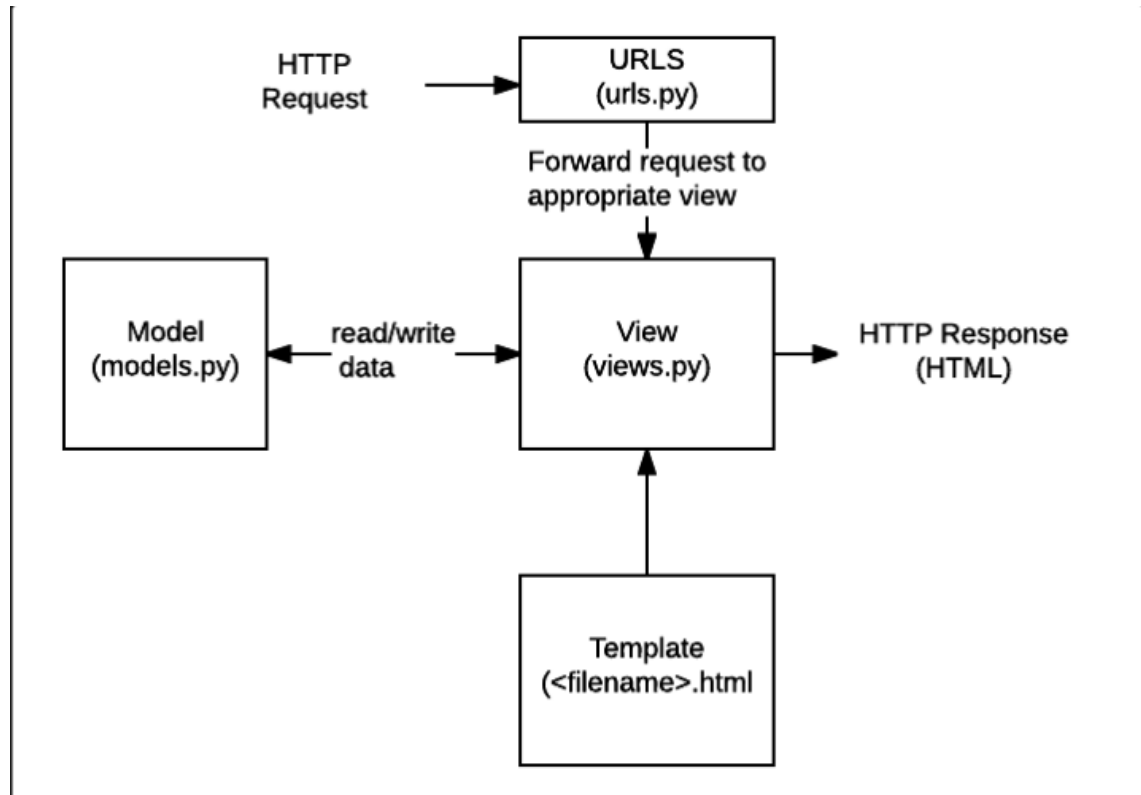 HTTP
Request
URLS
(urls.py)
Forward request to
appropriate view
Model
(models.py)
read/write
data
View
(views.py)
HTTP Response
(HTML)
Template
(<filename>.html